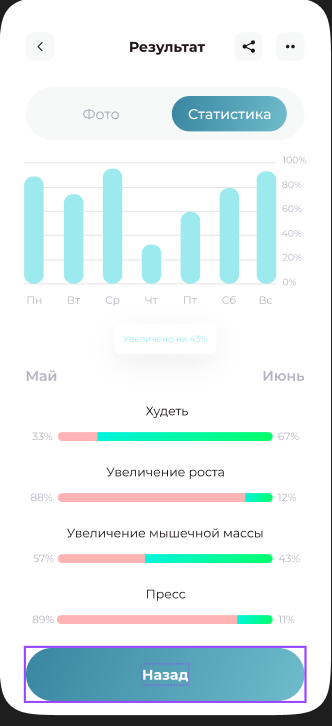 Результат
Фото Статистика
100%
80%
60%
40%
20%
0%
Пн Вт Ср Чт Пт Сб Вс
Увеличено на 43%
Май Июнь
Худеть
33% 67%
Увеличение роста
88% 12%
Увеличение мышечной массы
57% 43%
Пресс
89% 11%
Назад